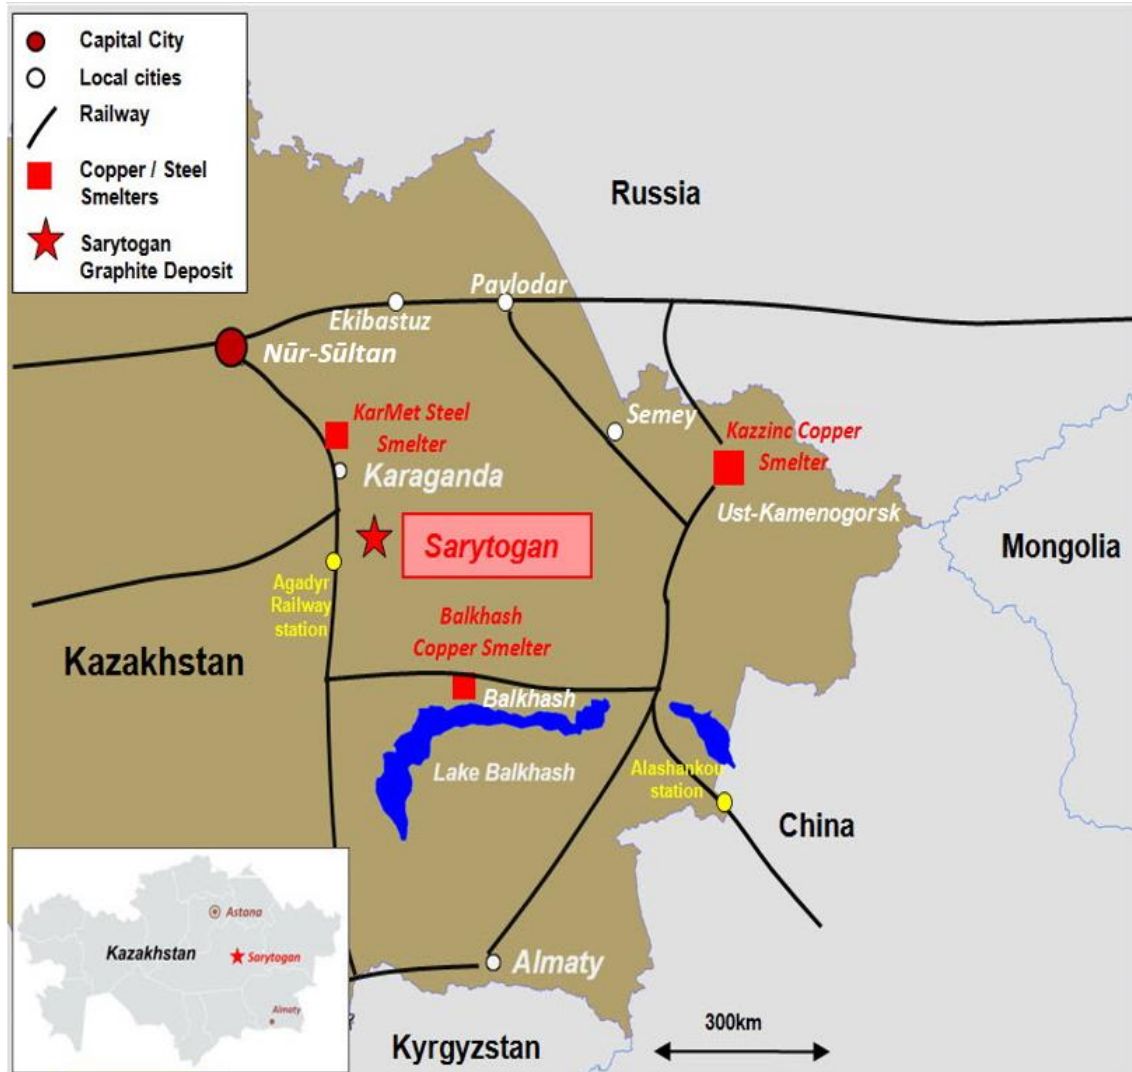 Capital City
Local cities
Railway
Copper / Steel
Smelters
Sarytogan
Graphite Deposit
Russia
Pavlodar
Ekibastuz
Nūr-Sūltan
KarMet Steel
Smelter
Semey
Kazzinc Copper
Smelter
Karaganda
Ust-Kamenogorsk
Sarytogan
Mongolia
Agadyr
Railway
station
Balkhash
Copper Smelter
Kazakhstan
Balkhash
Lake Balkhash
Alashankou
station
China
Astana
Kazakhstan
Sarytogan
Almaty
Almaty
300km
Kyrgyzstan